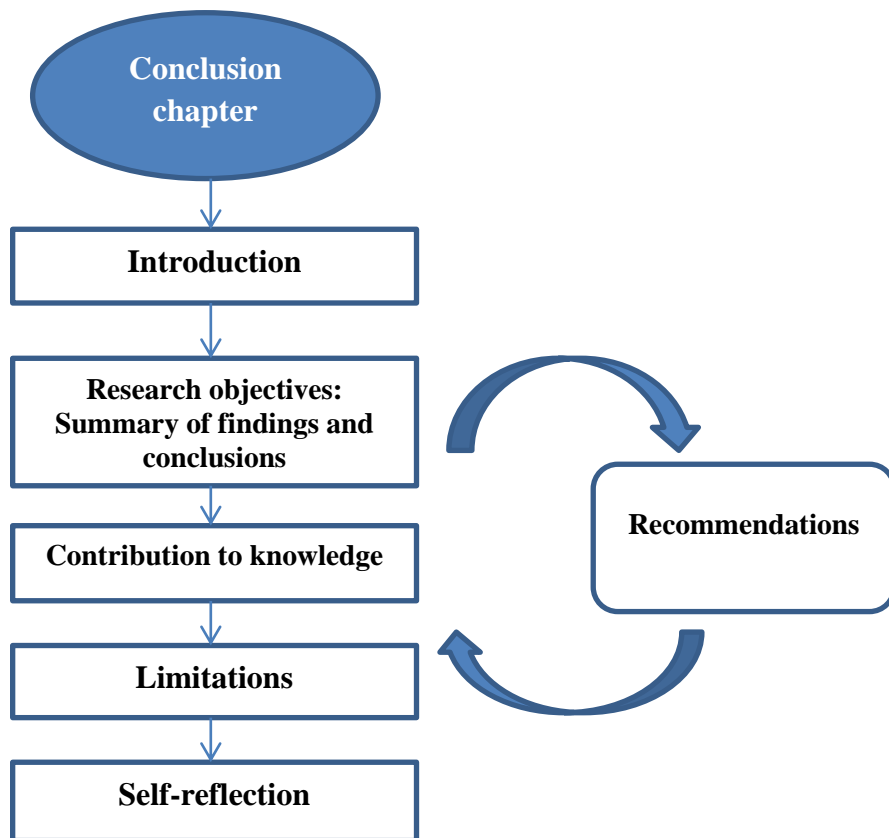 Conclusion
chapter
Introduction
Research objectives:
Summary of findings and
conclusions
Contribution to knowledge
Recommendations
Limitations
Self-reflection